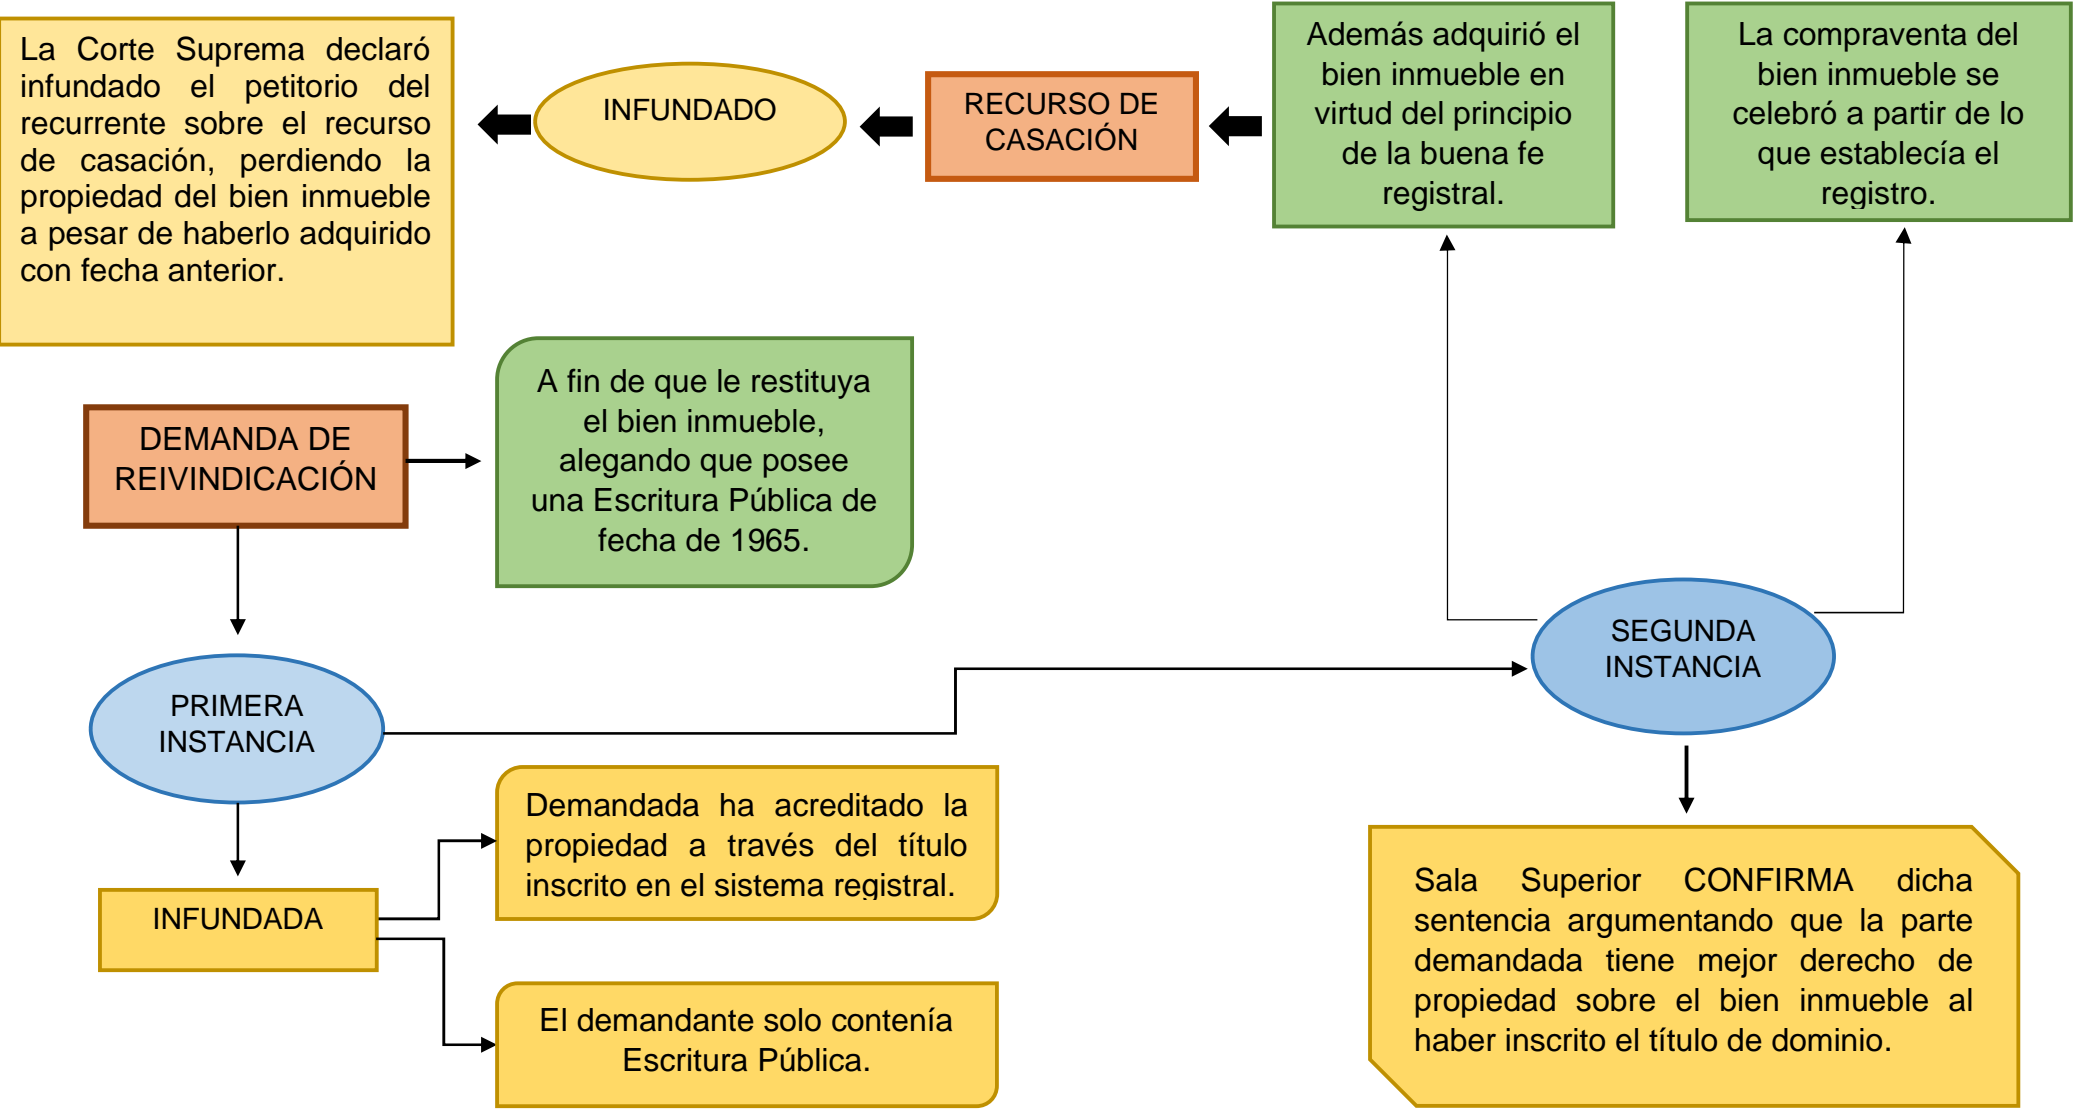 La Corte Suprema declaró
infundado el petitorio del
recurrente sobre el recurso
de casación, perdiendo la
propiedad del bien inmueble
a pesar de haberlo adquirido
con fecha anterior.
INFUNDADO
RECURSO DE
CASACIÓN
Además adquirió el
bien inmueble en
virtud del principio
de la buena fe
registral.
La compraventa del
bien inmueble se
celebró a partir de lo
que establecía el
registro.
DEMANDA DE
REIVINDICACIÓN
A fin de que le restituya
el bien inmueble,
alegando que posee
una Escritura Pública de
fecha de 1965.
PRIMERA
INSTANCIA
SEGUNDA
INSTANCIA
INFUNDADA
Demandada ha acreditado la
propiedad a través del título
inscrito en el sistema registral.
El demandante solo contenía
Escritura Pública.
Sala Superior CONFIRMA dicha
sentencia argumentando que la parte
demandada tiene mejor derecho de
propiedad sobre el bien inmueble al
haber inscrito el título de dominio.